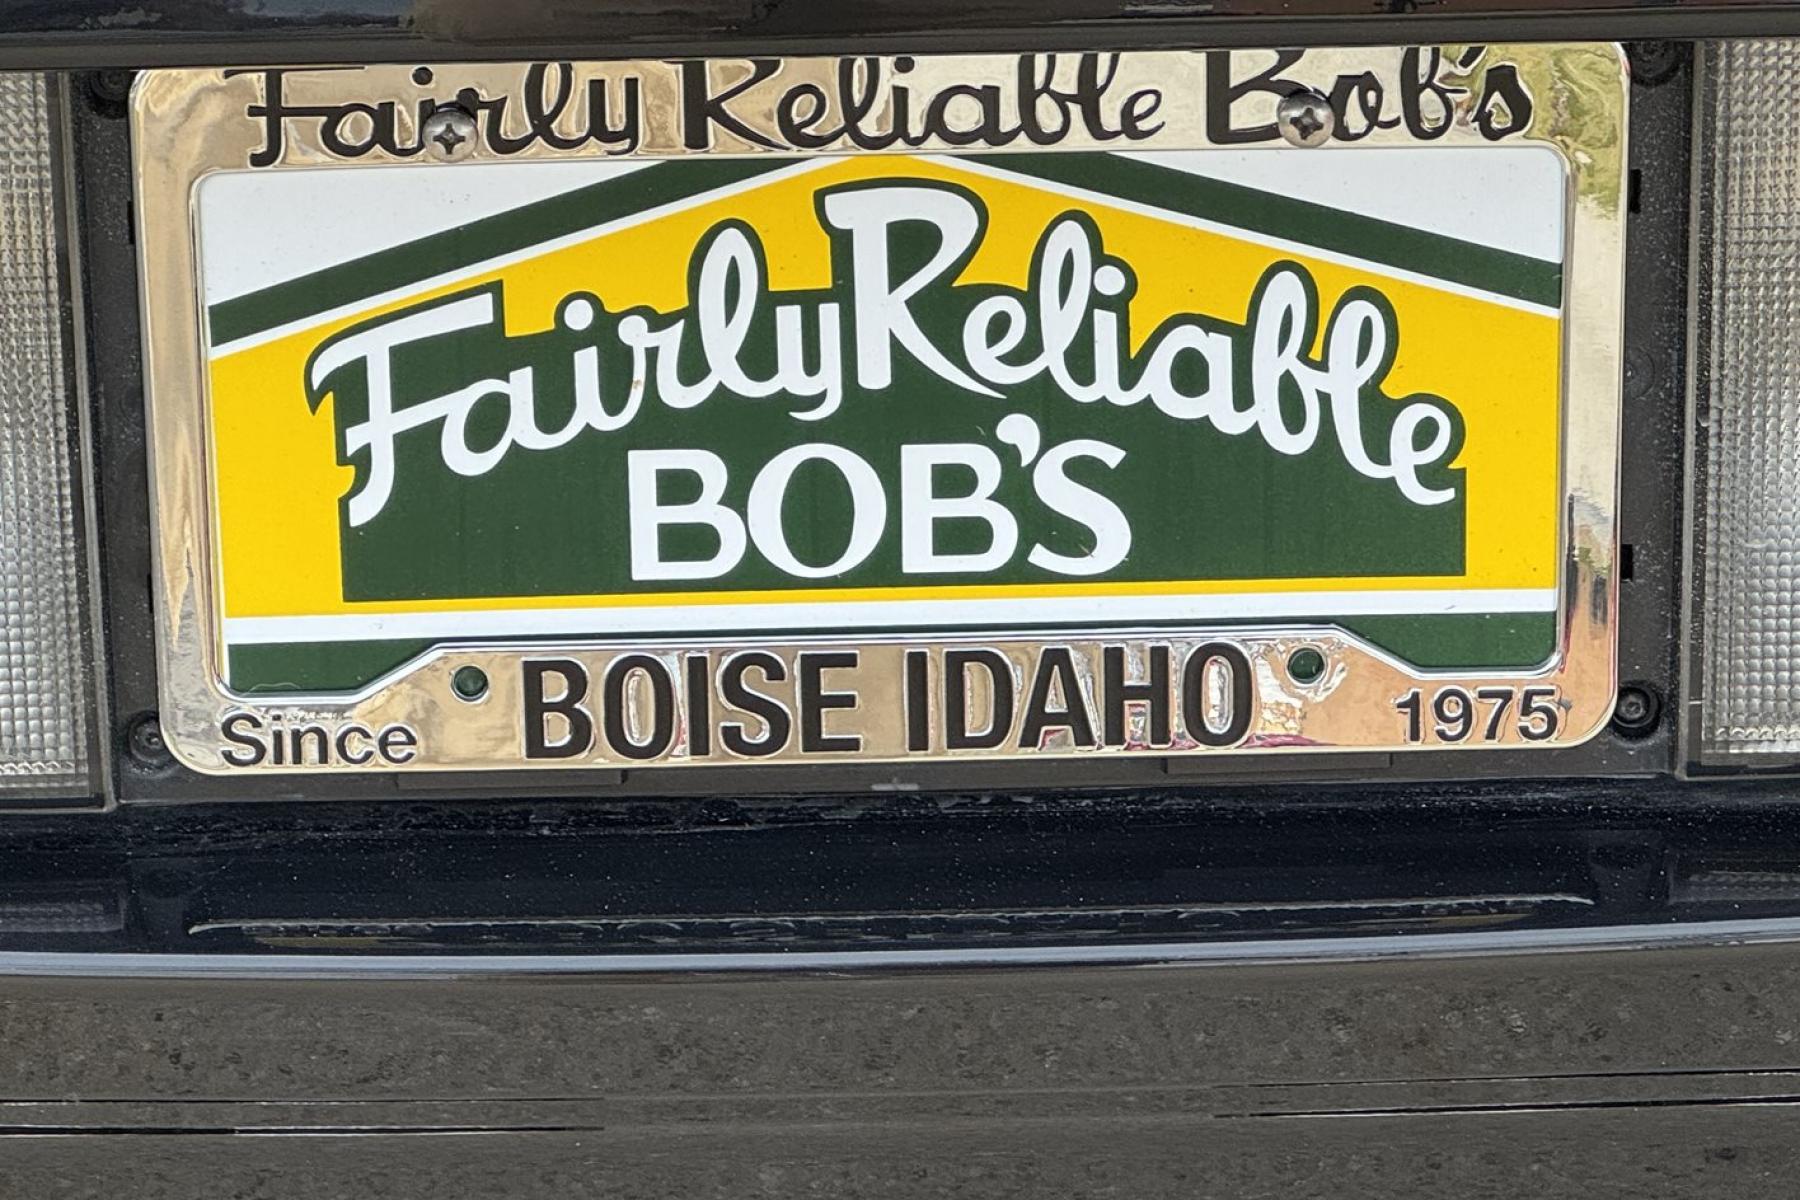 Fairly Reliable Bob's
Fairly Reliable
BOB'S
BOISE IDAHO
Since 1975